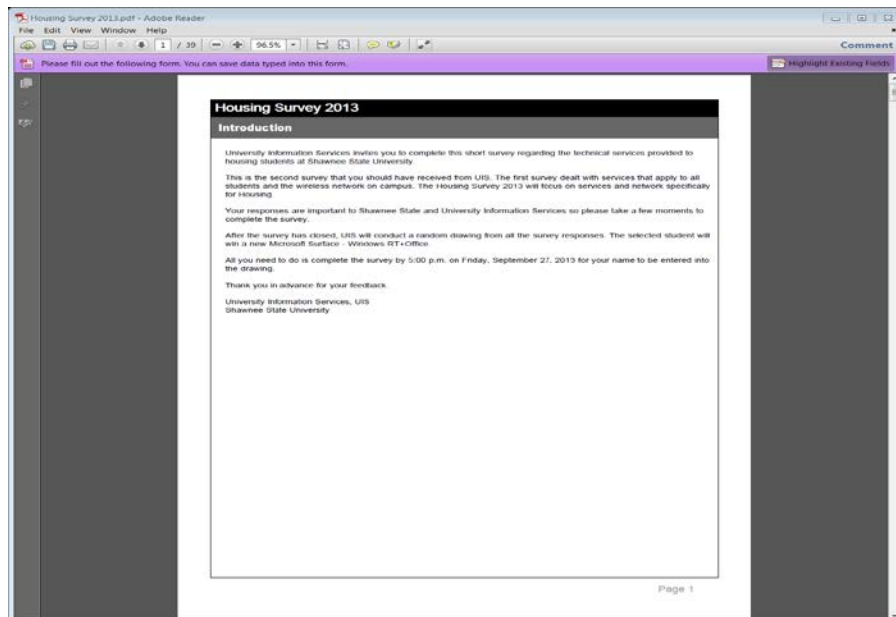 Housing Survey 2013.pdf - Adobe Reader
File Edit View Window Help
1 / 39 96.5% Comment
Please fill out the following form. You can save data typed into this form. Highlight Existing Fields
Housing Survey 2013
Introduction
University Information Services invites you to complete this short survey regarding the technical services provided to
housing students at Shawnee State University
This is the second survey that you should have received from UIS. The first survey dealt with services that apply to all
students and the wireless network on campus. The Housing Survey 2013 will focus on services and network specifically
for Housing.
Your responses are important to Shawnee State and University Information Services so please take a few moments to
complete the survey.
After the survey has closed, UIS will conduct a random drawing from all the survey responses. The selected student will
win a new Microsoft Surface - Windows RT+Office.
All you need to do is complete the survey by 5:00 p.m. on Friday, September 27, 2013 for your name to be entered into
the drawing.
Thank you in advance for your feedback.
University Information Services, UIS
Shawnee State University
Page 1